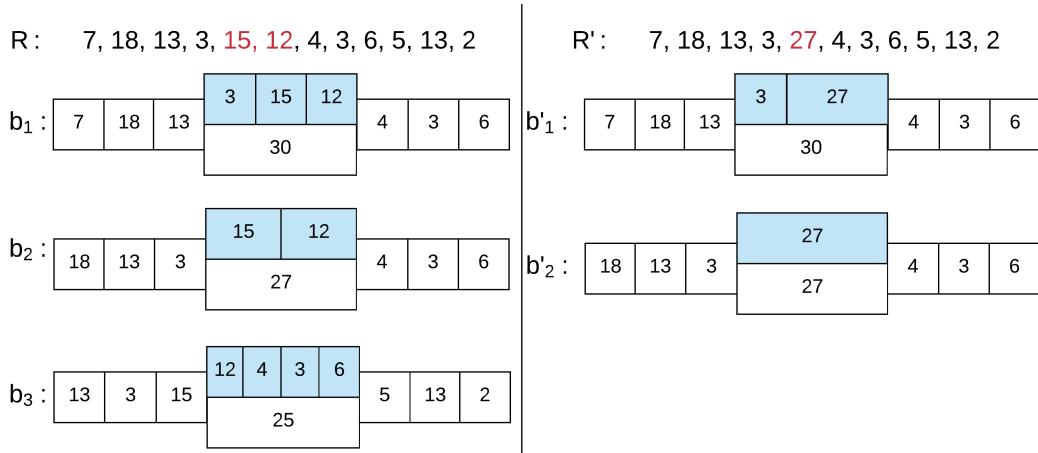 R : 7, 18, 13, 3, 15, 12, 4, 3, 6, 5, 13, 2
b1 : 7 18 13 3 15 12 4 3 6
30
b2 : 18 13 3 15 12 4 3 6
27
b3 : 13 3 15 12 4 3 6 5 13 2
25
R' : 7, 18, 13, 3, 27, 4, 3, 6, 5, 13, 2
b'1 : 7 18 13 3 27 4 3 6
30
b'2 : 18 13 3 27 4 3 6
27